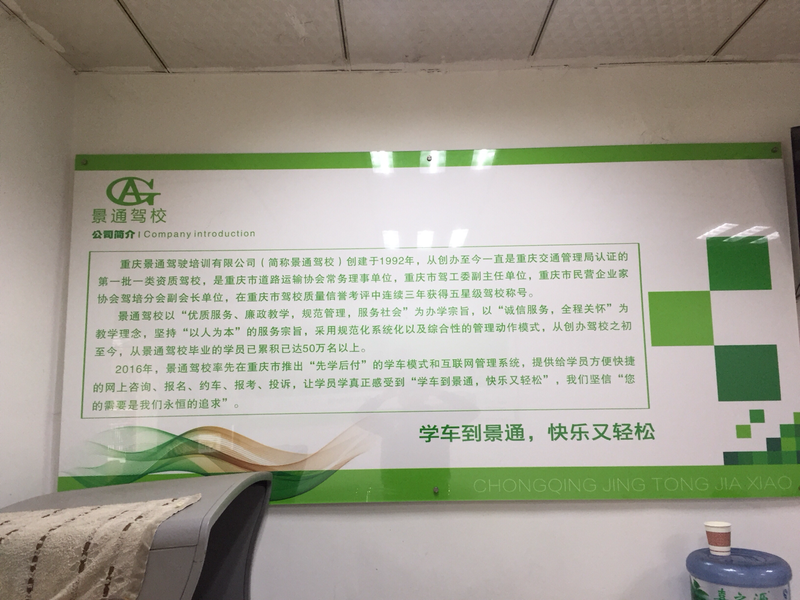 AG
景通驾校
公司简介 | Company introduction
重庆景通驾驶培训有限公司（简称景通驾校）创建于1992年，从创办至今一直是重庆交通管理局认证的
第一批一类资质驾校，是重庆市道路运输协会常务理事单位，重庆市驾工委副主任单位，重庆市民营企业家
协会驾培分会副会长单位，在重庆市驾校质量信誉考评中连续三年获得五星级驾校称号。
景通驾校以“优质服务、廉政教学，规范管理，服务社会”为办学宗旨，以“诚信服务，全程关怀”为
教学理念，坚持“以人为本”的服务宗旨，采用规范化系统化以及综合性的管理动作模式，从创办驾校之初
至今，从景通驾校毕业的学员已累积已达50万名以上。
2016年，景通驾校率先在重庆市推出“先学后付”的学车模式和互联网管理系统，提供给学员方便快捷
的网上咨询、报名、约车、报考、投诉，让学员学真正感受到“学车到景通，快乐又轻松”，我们坚信“您
的需要是我们永恒的追求”。
学车到景通，快乐又轻松
CHONGQING JING TONG JIA XIAO
之源